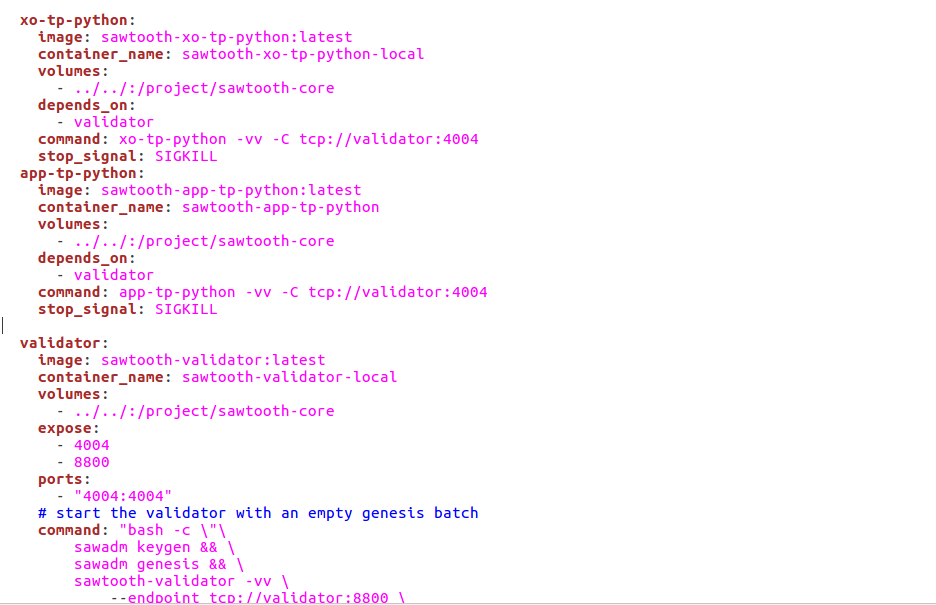 xo-tp-python:
image: sawtooth-xo-tp-python:latest
container_name: sawtooth-xo-tp-python-local
volumes:
- ../../:/project/sawtooth-core
depends_on:
- validator
command: xo-tp-python -vv -C tcp://validator:4004
stop_signal: SIGKILL
app-tp-python:
image: sawtooth-app-tp-python:latest
container_name: sawtooth-app-tp-python
volumes:
- ../../:/project/sawtooth-core
depends_on:
- validator
command: app-tp-python -vv -C tcp://validator:4004
stop_signal: SIGKILL
validator:
image: sawtooth-validator:latest
container_name: sawtooth-validator-local
volumes:
- ../../:/project/sawtooth-core
expose:
- 4004
- 8800
ports:
- "4004:4004"
# start the validator with an empty genesis batch
command: "bash -c \"\
sawadm keygen && \
sawadm genesis && \
sawtooth-validator -vv \
--endpoint tcp://validator:8800 \